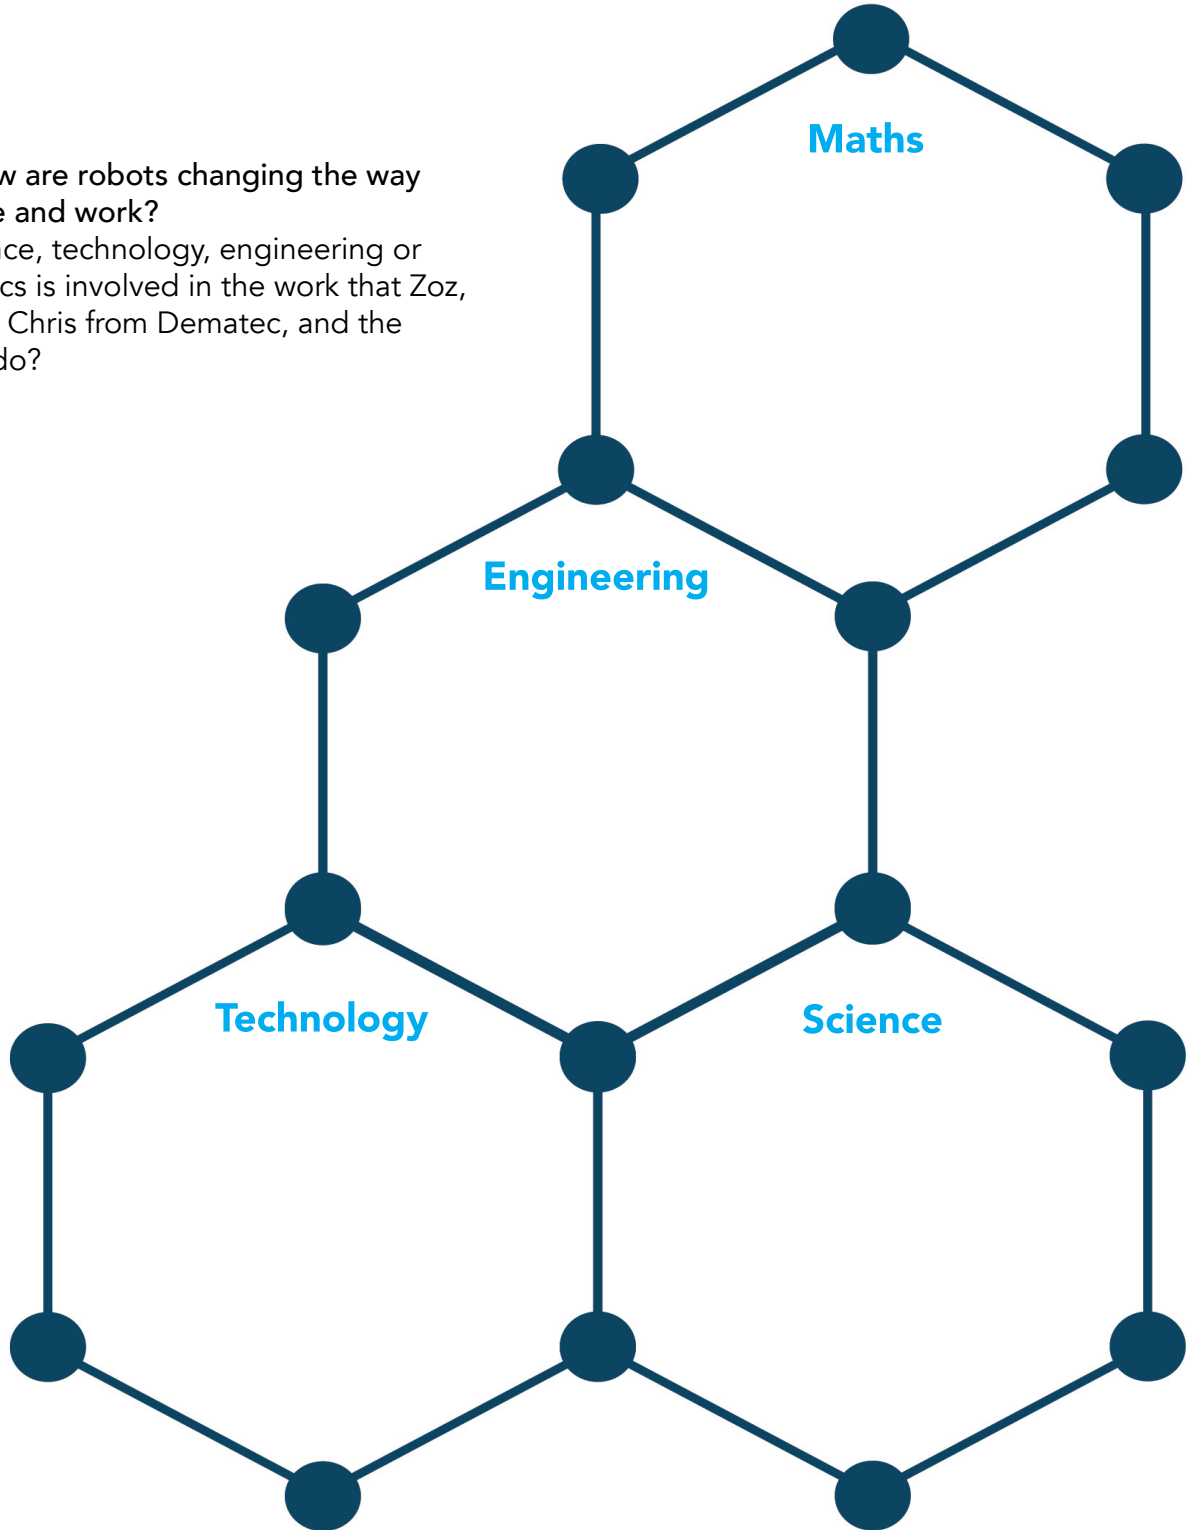 Maths
w are robots changing the way
e and work?
nce, technology, engineering or
cs is involved in the work that Zoz,
Chris from Dematec, and the
do?
Engineering
Technology
Science